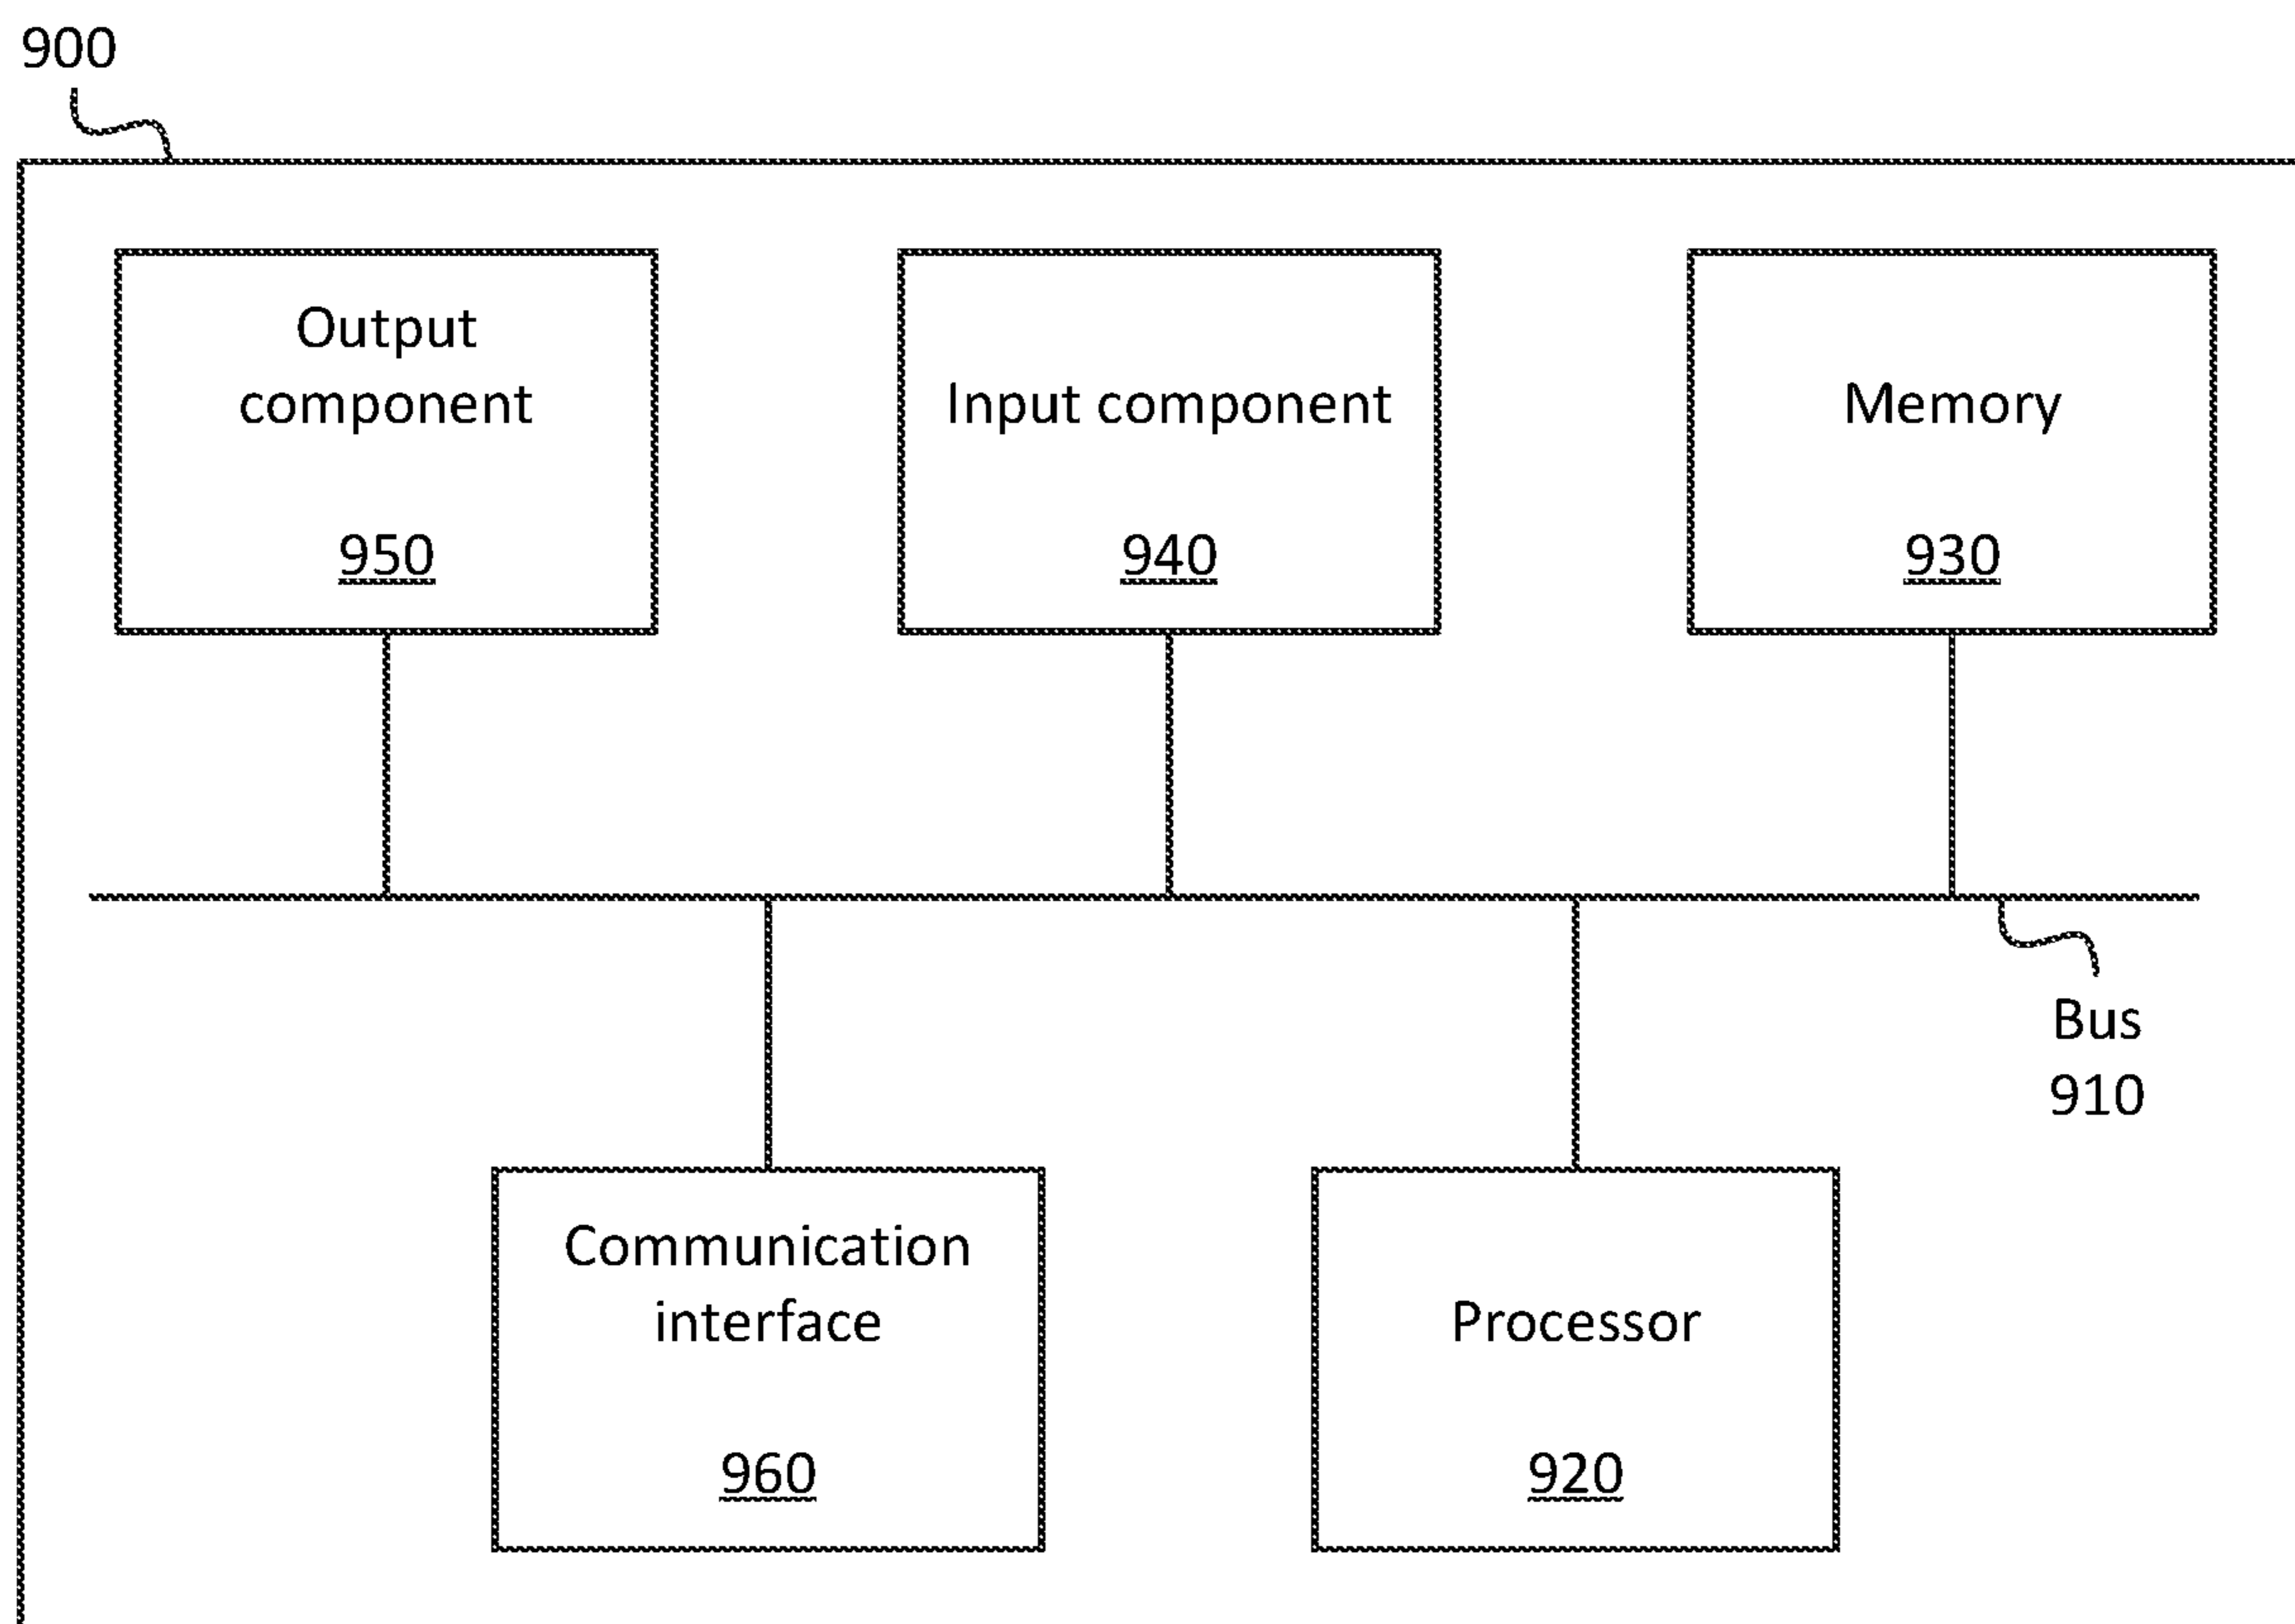 900
Output
component
950
Input component
940
Memory
930
Bus
910
Communication
interface
960
Processor
920